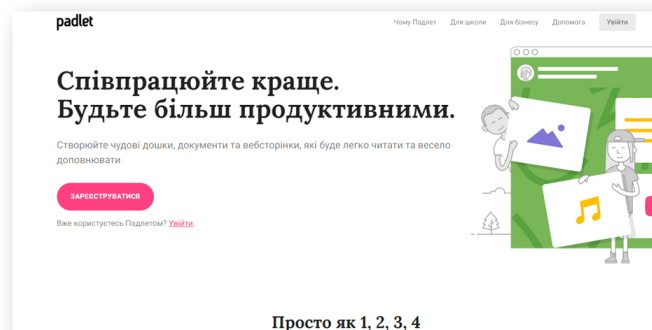 padlet
Чому Падлет Для школи Для бізнесу Допомога Увійти
Співпрацюйте краще.
Будьте більш продуктивними.
Створюйте чудові дошки, документи та вебсторінки, які буде легко читати та весело
доповнювати
ЗАРЕЄСТРУВАТИСЯ
Вже користуєтесь Падлетом? Увійти.
Просто як 1, 2, 3, 4